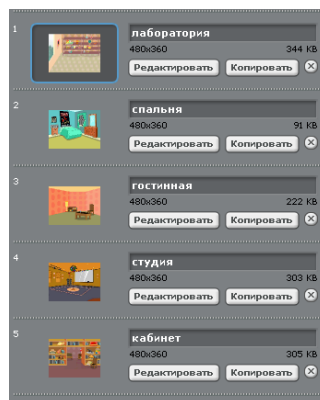 1
лаборатория
480x360 344 KB
Редактировать Копировать
2
спальня
480x360 91 KB
Редактировать Копировать
3
гостинная
480x360 222 KB
Редактировать Копировать
4
студия
480x360 303 KB
Редактировать Копировать
5
кабинет
480x360 305 KB
Редактировать Копировать